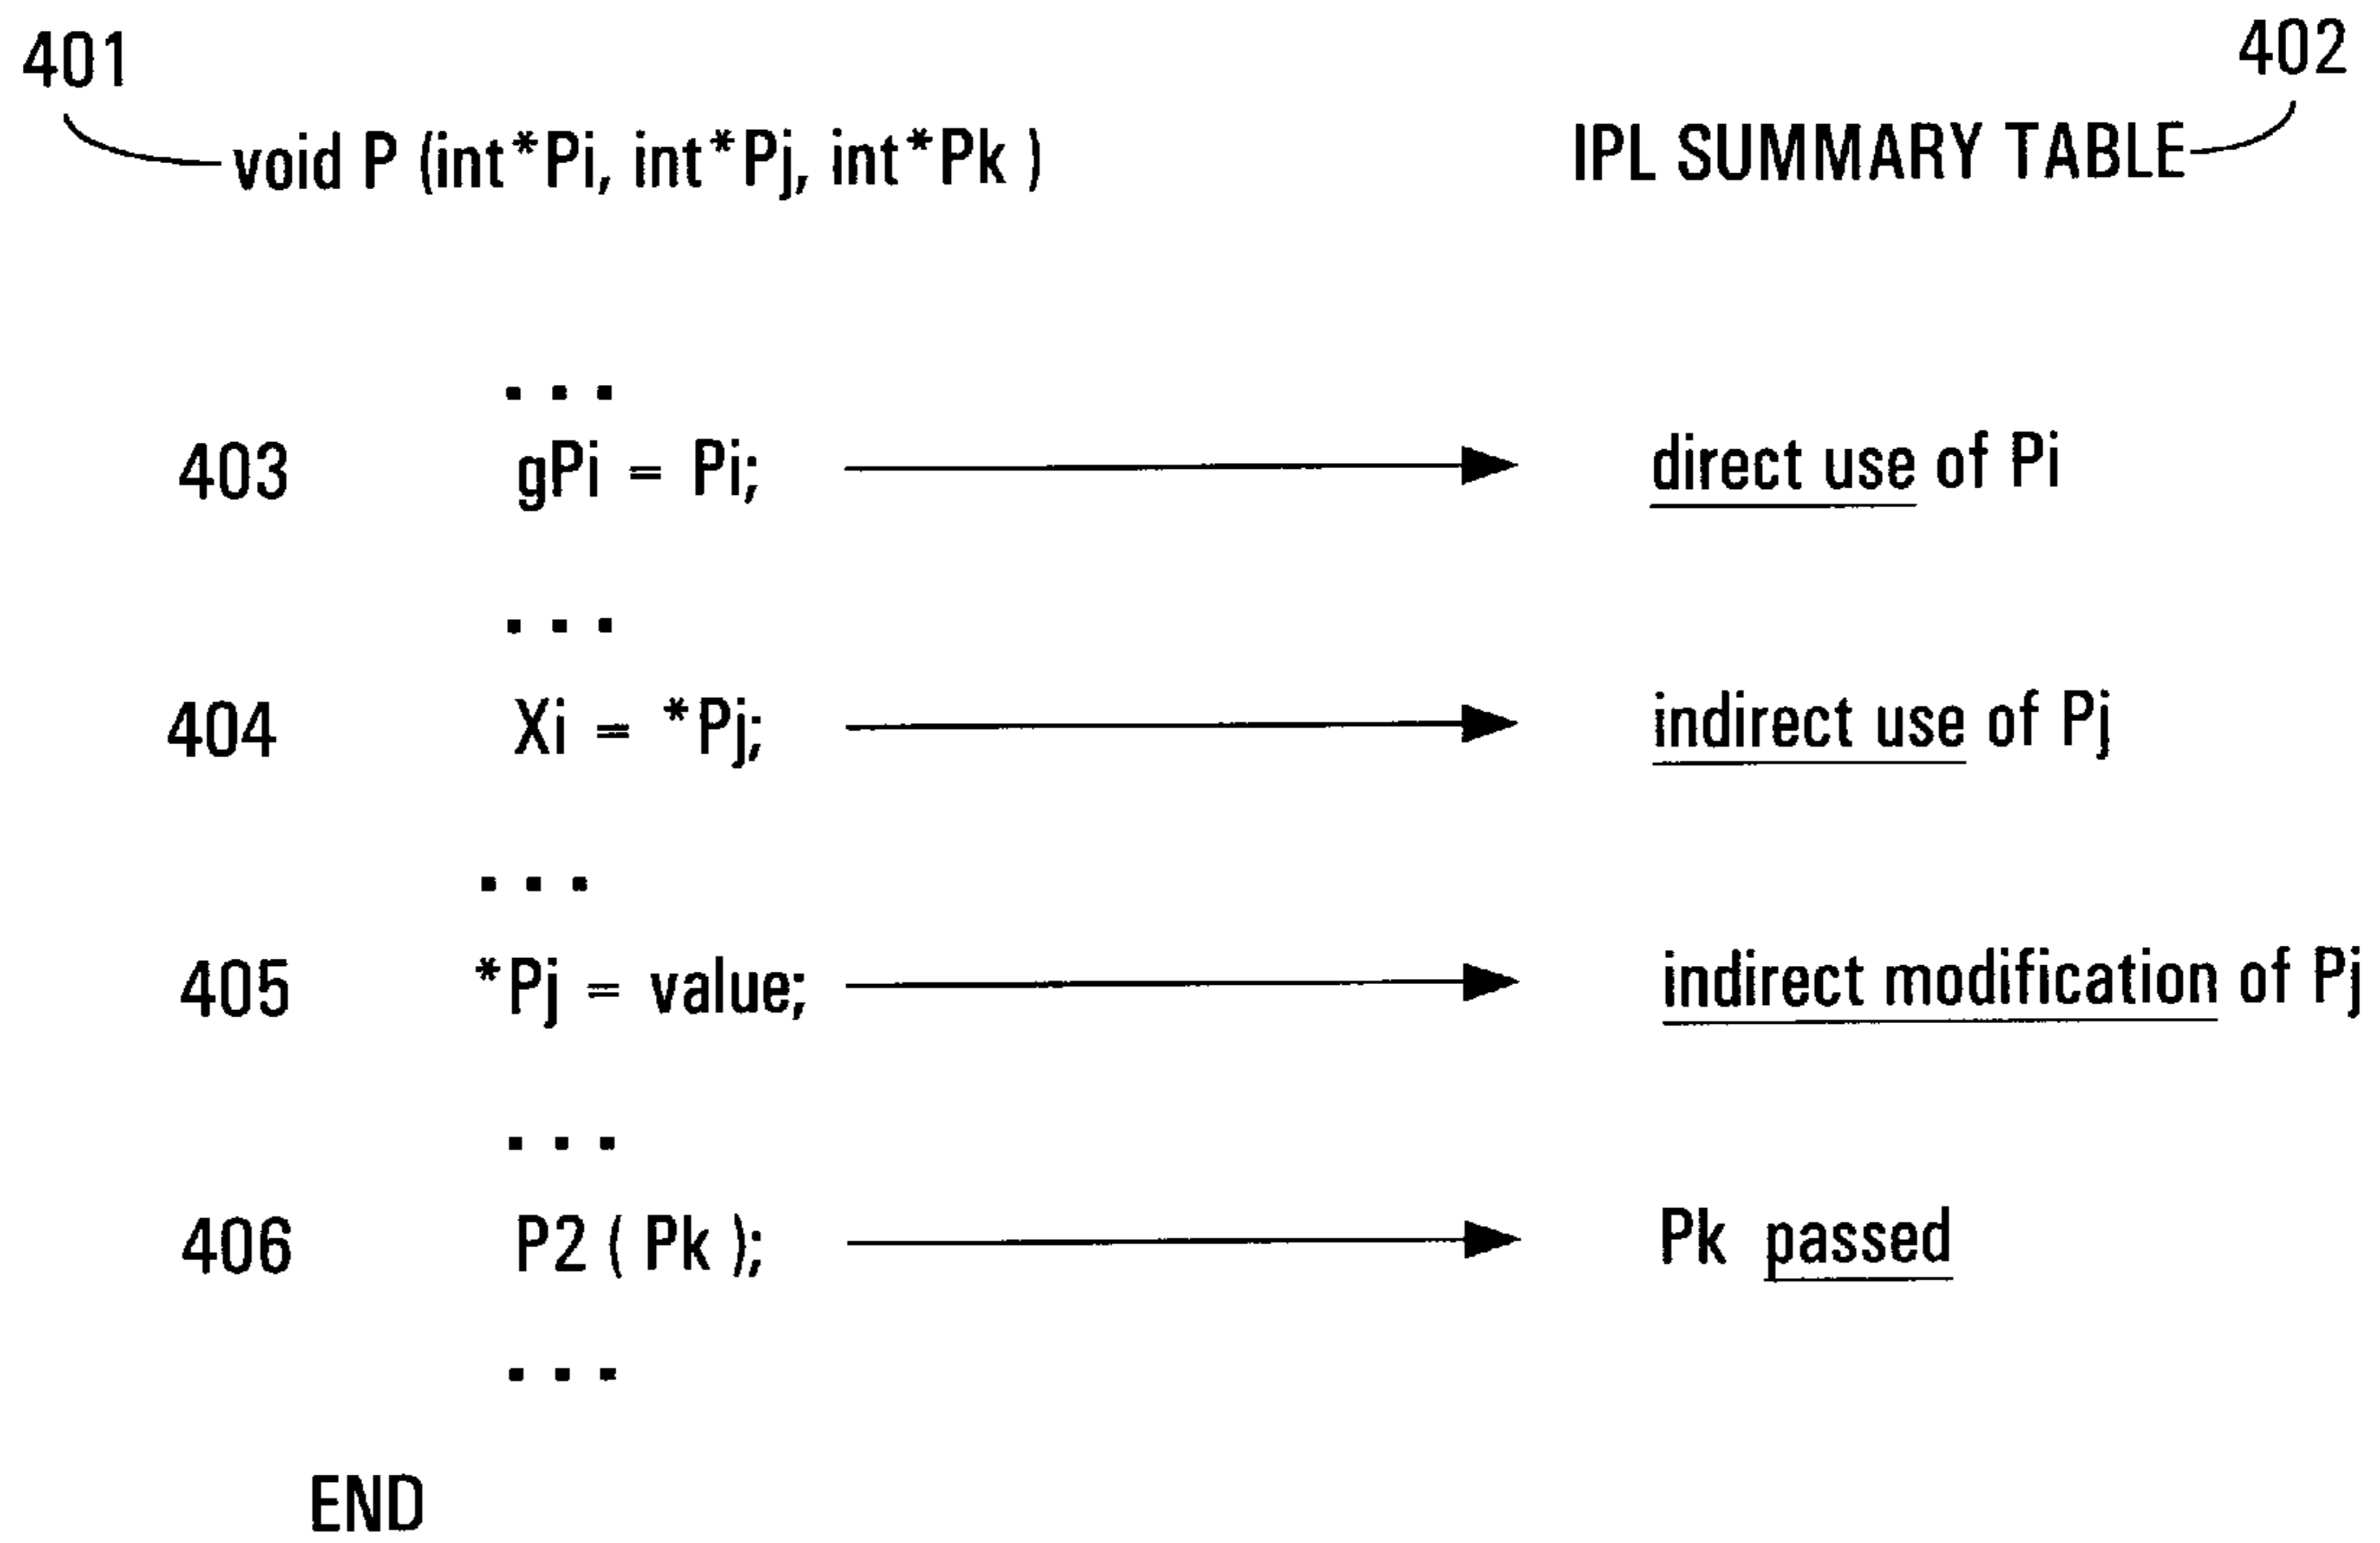 401 402
void P (int*Pi, int*Pj, int*Pk ) IPL SUMMARY TABLE
...
403 gPi = Pi; direct use of Pi
...
404 Xi = *Pj; indirect use of Pj
...
405 *Pj = value; indirect modification of Pj
...
406 P2 ( Pk ); Pk passed
...
END